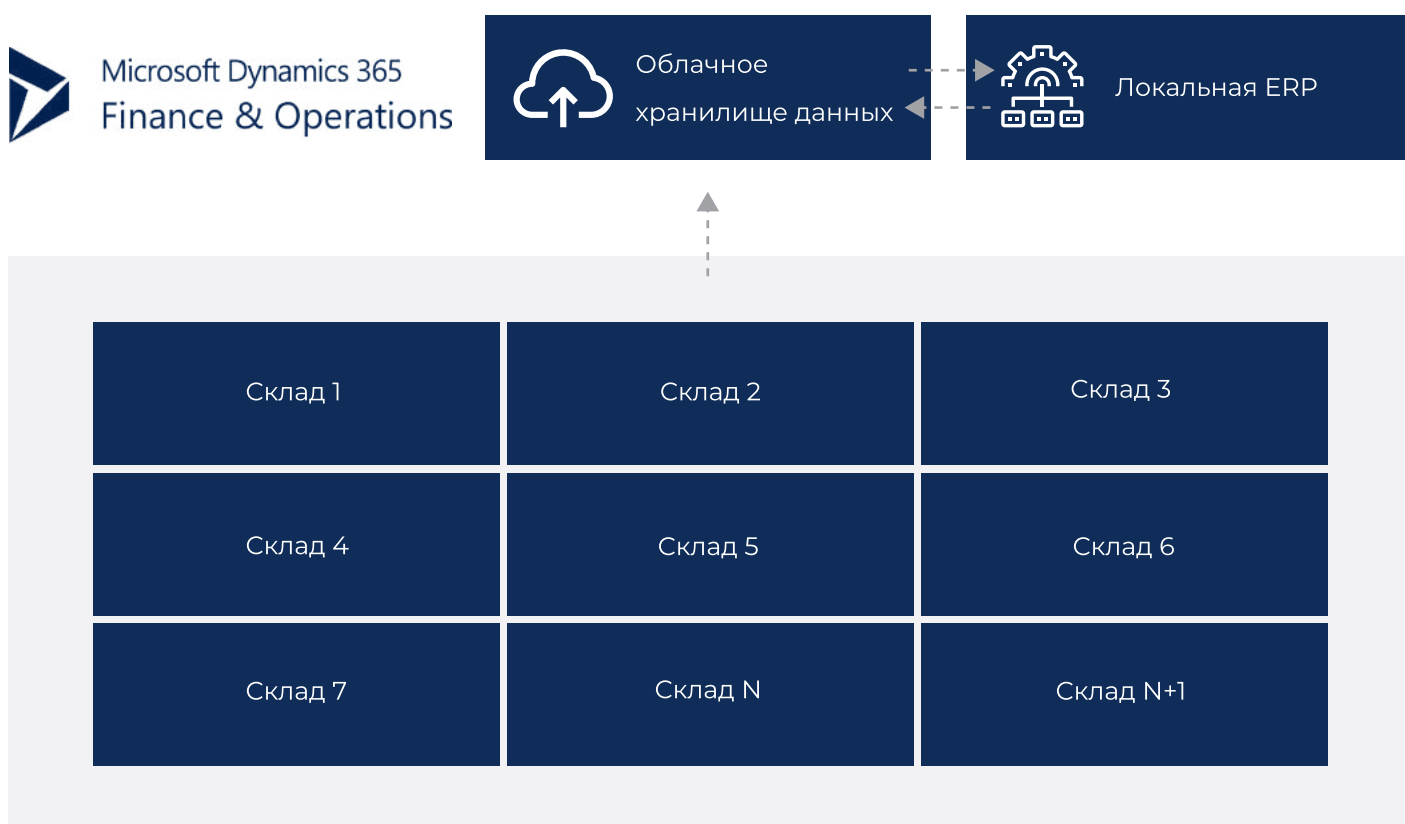 Microsoft Dynamics 365
Finance & Operations
Облачное
хранилище данных
Локальная ERP
Склад 1
Склад 2
Склад 3
Склад 4
Склад 5
Склад 6
Склад 7
Склад N
Склад N+1